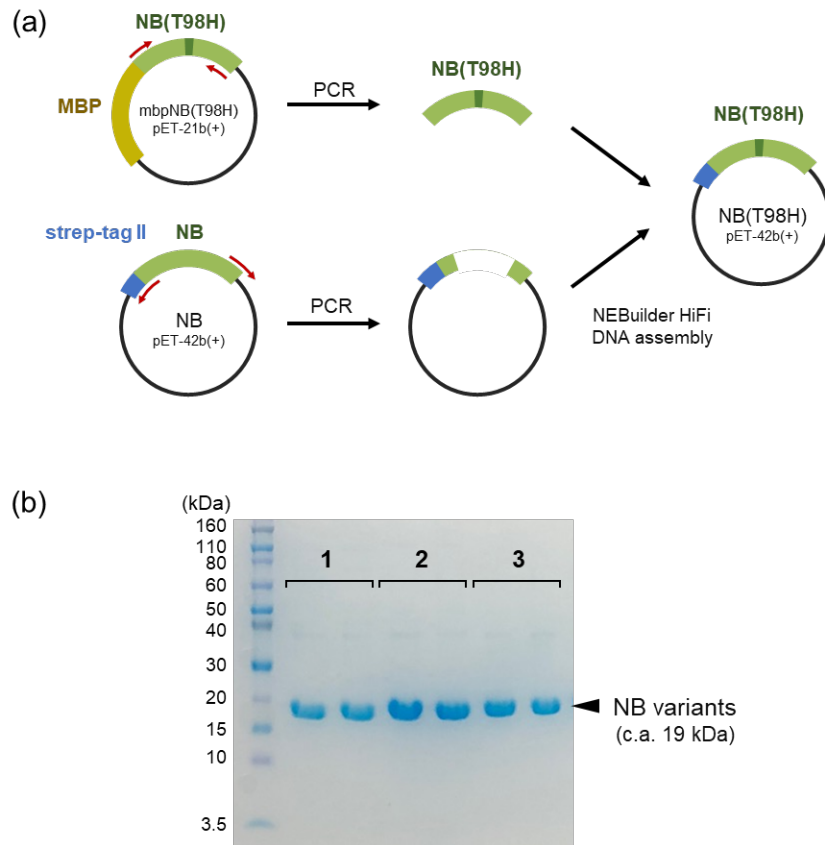 (a)
NB(T98H)
MBP
mbpNB(T98H)
pET-21b(+)
PCR
NB(T98H)
strep-tag II
NB
NB
pET-42b(+)
PCR
NEBuilder HiFi
DNA assembly
NB(T98H)
NB(T98H)
pET-42b(+)
(b)
(kDa)
160
110
80
60
50
40
30
20
15
10
3.5
1
2
3
NB variants
(c.a. 19 kDa)